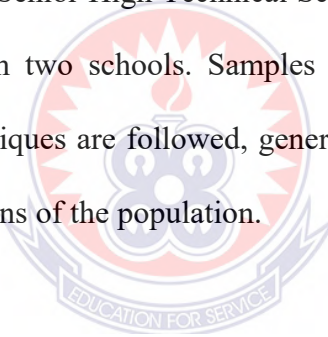 Senior High Technical Sc
n two schools. Samples
iques are followed, gener
ns of the population.
EDUCATION FOR SERVICE